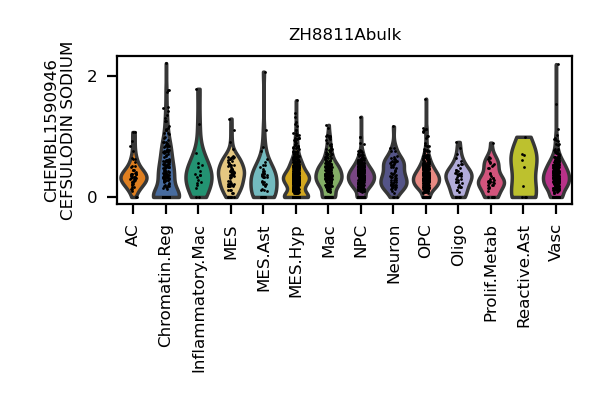 ZH8811Abulk
CHEMBL1590946
CEFSULODIN SODIUM
2
0
AC
Chromatin.Reg
Inflammatory.Mac
MES
MES.Ast
MES.Hyp
Mac
NPC
Neuron
OPC
Oligo
Prolif.Metab
Reactive.Ast
Vasc